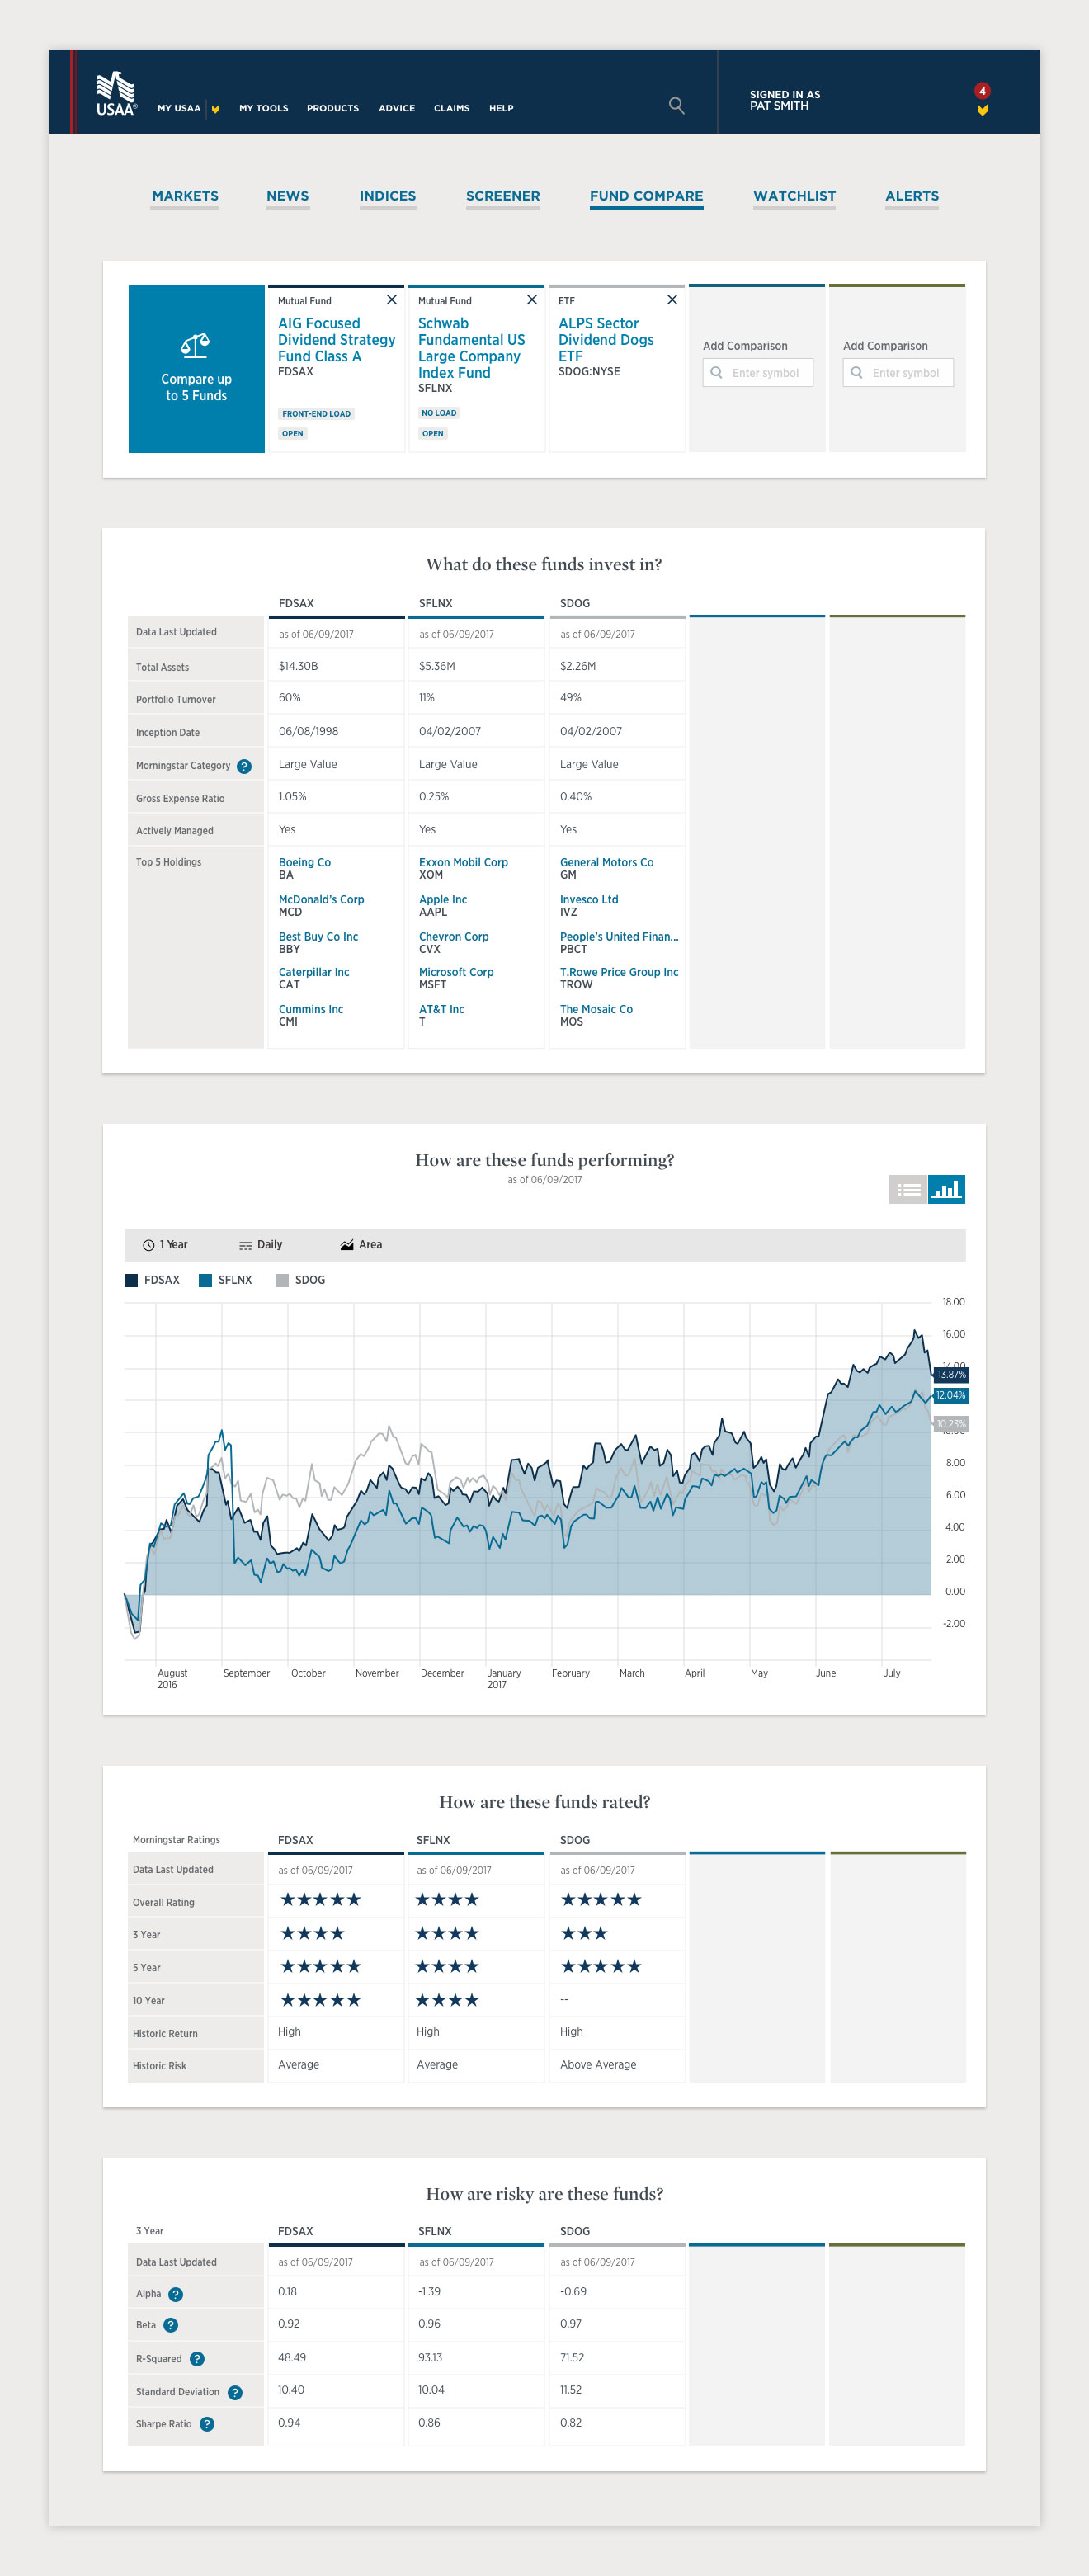 USAA®
MY USAA MY TOOLS PRODUCTS ADVICE CLAIMS HELP
SIGNED IN AS
PAT SMITH
4
MARKETS NEWS INDICES SCREENER FUND COMPARE WATCHLIST ALERTS
Compare up
to 5 Funds
Mutual Fund
AIG Focused
Dividend Strategy
Fund Class A
FDSAX
FRONT-END LOAD
OPEN
Mutual Fund
Schwab
Fundamental US
Large Company
Index Fund
SFLNX
NO LOAD
OPEN
ETF
ALPS Sector
Dividend Dogs
ETF
SDOG:NYSE
Add Comparison
Enter symbol
Add Comparison
Enter symbol
What do these funds invest in?
FDSAX SFLNX SDOG
Data Last Updated as of 06/09/2017 as of 06/09/2017 as of 06/09/2017
Total Assets $14.30B $5.36M $2.26M
Portfolio Turnover 60% 11% 49%
Inception Date 06/08/1998 04/02/2007 04/02/2007
Morningstar Category ? Large Value Large Value Large Value
Gross Expense Ratio 1.05% 0.25% 0.40%
Actively Managed Yes Yes Yes
Top 5 Holdings Boeing Co Exxon Mobil Corp General Motors Co
BA XOM GM
McDonald's Corp Apple Inc Invesco Ltd
MCD AAPL IVZ
Best Buy Co Inc Chevron Corp People's United Finan...
BBY CVX PBCT
Caterpillar Inc Microsoft Corp T.Rowe Price Group Inc
CAT MSFT TROW
Cummins Inc AT&T Inc The Mosaic Co
CMI T MOS
How are these funds performing?
as of 06/09/2017
1 Year Daily Area
FDSAX SFLNX SDOG
18.00
16.00
14.00
13.87%
12.04%
10.23%
10.00
8.00
6.00
4.00
2.00
0.00
-2.00
August September October November December January February March April May June July
2016 2017
How are these funds rated?
Morningstar Ratings FDSAX SFLNX SDOG
Data Last Updated as of 06/09/2017 as of 06/09/2017 as of 06/09/2017
Overall Rating ★★★★★ ★★★★ ★★★★★
3 Year ★★★★ ★★★★ ★★★
5 Year ★★★★★ ★★★★ ★★★★★
10 Year ★★★★★ ★★★★ --
Historic Return High High High
Historic Risk Average Average Above Average
How are risky are these funds?
3 Year FDSAX SFLNX SDOG
Data Last Updated as of 06/09/2017 as of 06/09/2017 as of 06/09/2017
Alpha ? 0.18 -1.39 -0.69
Beta ? 0.92 0.96 0.97
R-Squared ? 48.49 93.13 71.52
Standard Deviation ? 10.40 10.04 11.52
Sharpe Ratio ? 0.94 0.86 0.82